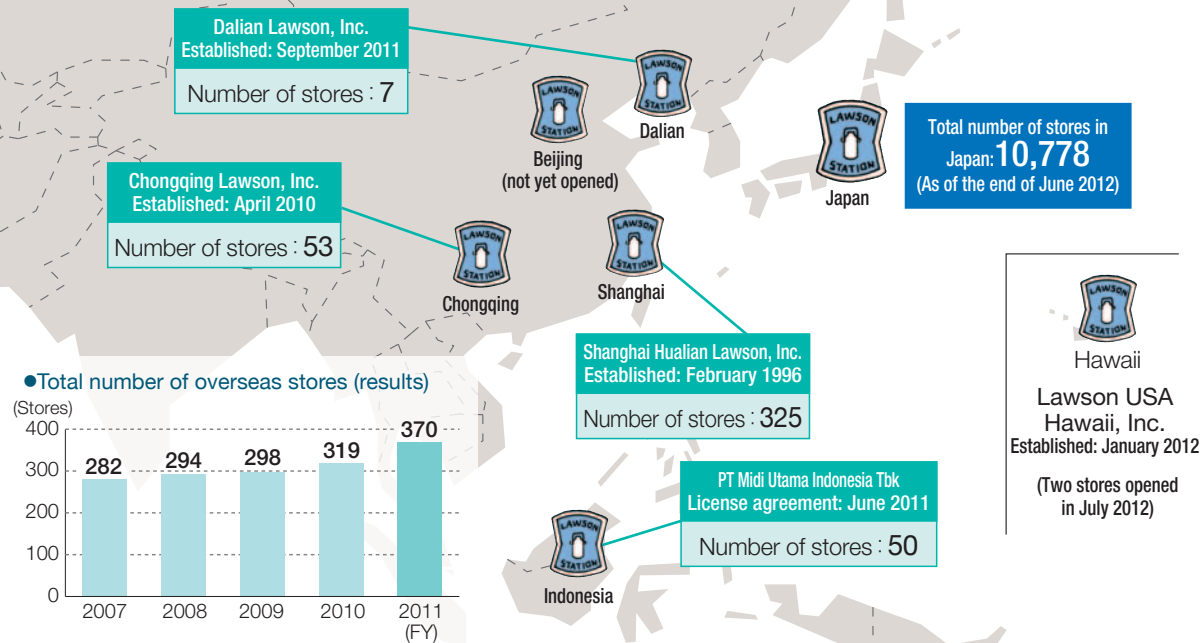 Dalian Lawson, Inc.
Established: September 2011
Number of stores : 7
LAWSON
STATION
Dalian
LAWSON
STATION
Beijing
(not yet opened)
LAWSON
STATION
Japan
Total number of stores in
Japan: 10,778
(As of the end of June 2012)
Chongqing Lawson, Inc.
Established: April 2010
Number of stores : 53
LAWSON
STATION
Chongqing
LAWSON
STATION
Shanghai
Shanghai Hualian Lawson, Inc.
Established: February 1996
Number of stores : 325
LAWSON
STATION
Hawaii
Lawson USA
Hawaii, Inc.
Established: January 2012
(Two stores opened
in July 2012)
PT Midi Utama Indonesia Tbk
License agreement: June 2011
Number of stores : 50
LAWSON
STATION
Indonesia
●Total number of overseas stores (results)
(Stores)
400
300
200
100
0
282
294
298
319
370
2007
2008
2009
2010
2011
(FY)